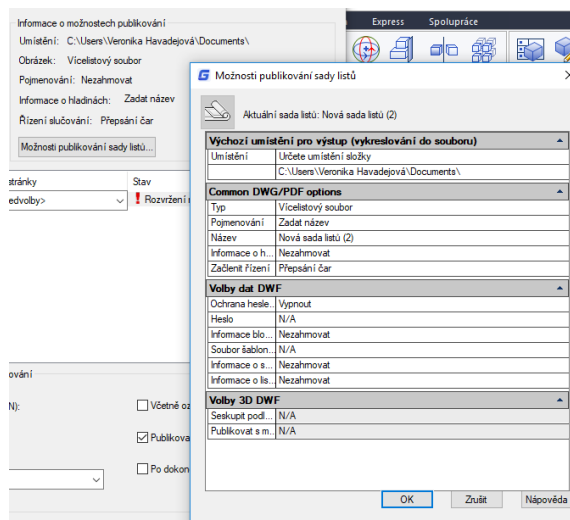 Informace o možnostech publikování
Umístění: C:\Users\Veronika Havadejová\Documents\
Obrázek: Vícelistový soubor
Pojmenování: Nezahrnovat
Informace o hladinách: Zadat název
Řízení slučování: Přepsání čar
Možnosti publikování sady listů...
stránky Stav
edvolby> Rozvržení
ování
N):
Včetně oz
Publikova
Po dokon
Express Spolupráce
Možnosti publikování sady listů
Aktuální sada listů: Nová sada listů (2)
Výchozí umístění pro výstup (vykreslování do souboru)
Umístění Určete umístění složky
C:\Users\Veronika Havadejová\Documents\
Common DWG/PDF options
Typ Vícelistový soubor
Pojmenování Zadat název
Název Nová sada listů (2)
Informace o h... Nezahrnovat
Začlenit řízení Přepsání čar
Volby dat DWF
Ochrana hesle... Vypnout
Heslo N/A
Informace blo... Nezahrnovat
Soubor šablon... N/A
Informace o s... Nezahrnovat
Informace o lis... Nezahrnovat
Volby 3D DWF
Seskupit podl... N/A
Publikovat s m... N/A
OK Zrušit Nápověda